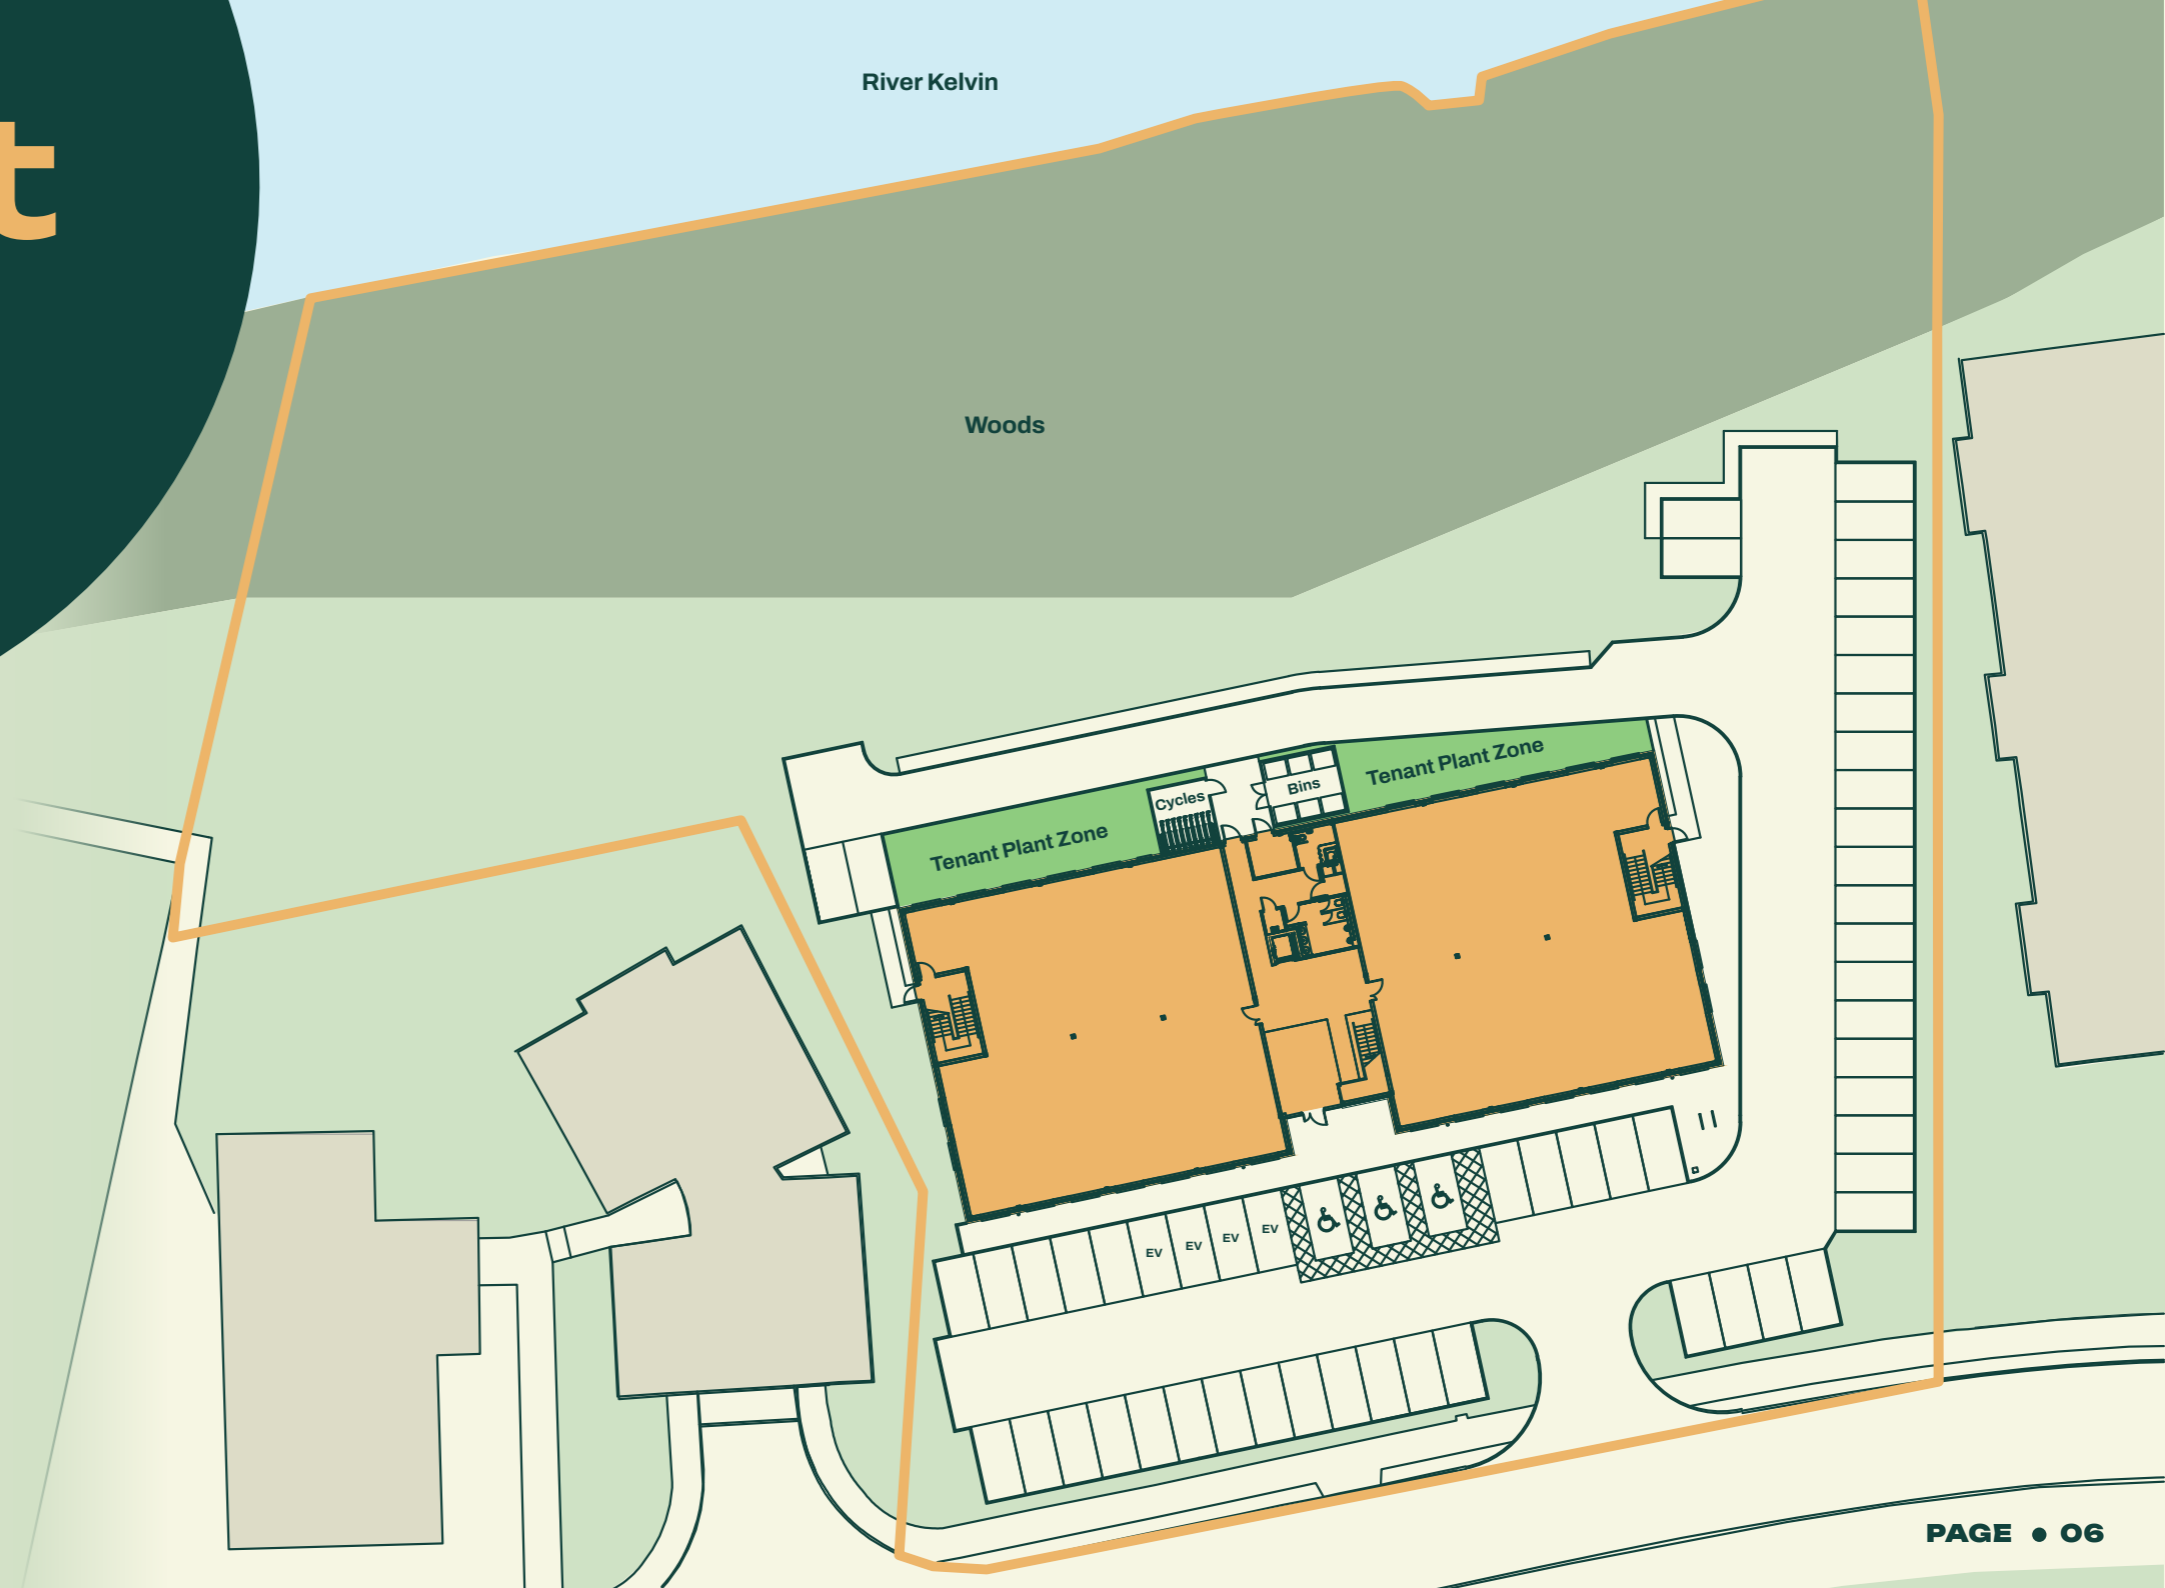 t
River Kelvin
Woods
Tenant Plant Zone
Bins
Cycles
Tenant Plant Zone
EV
EV
EV
EV
PAGE ● 06